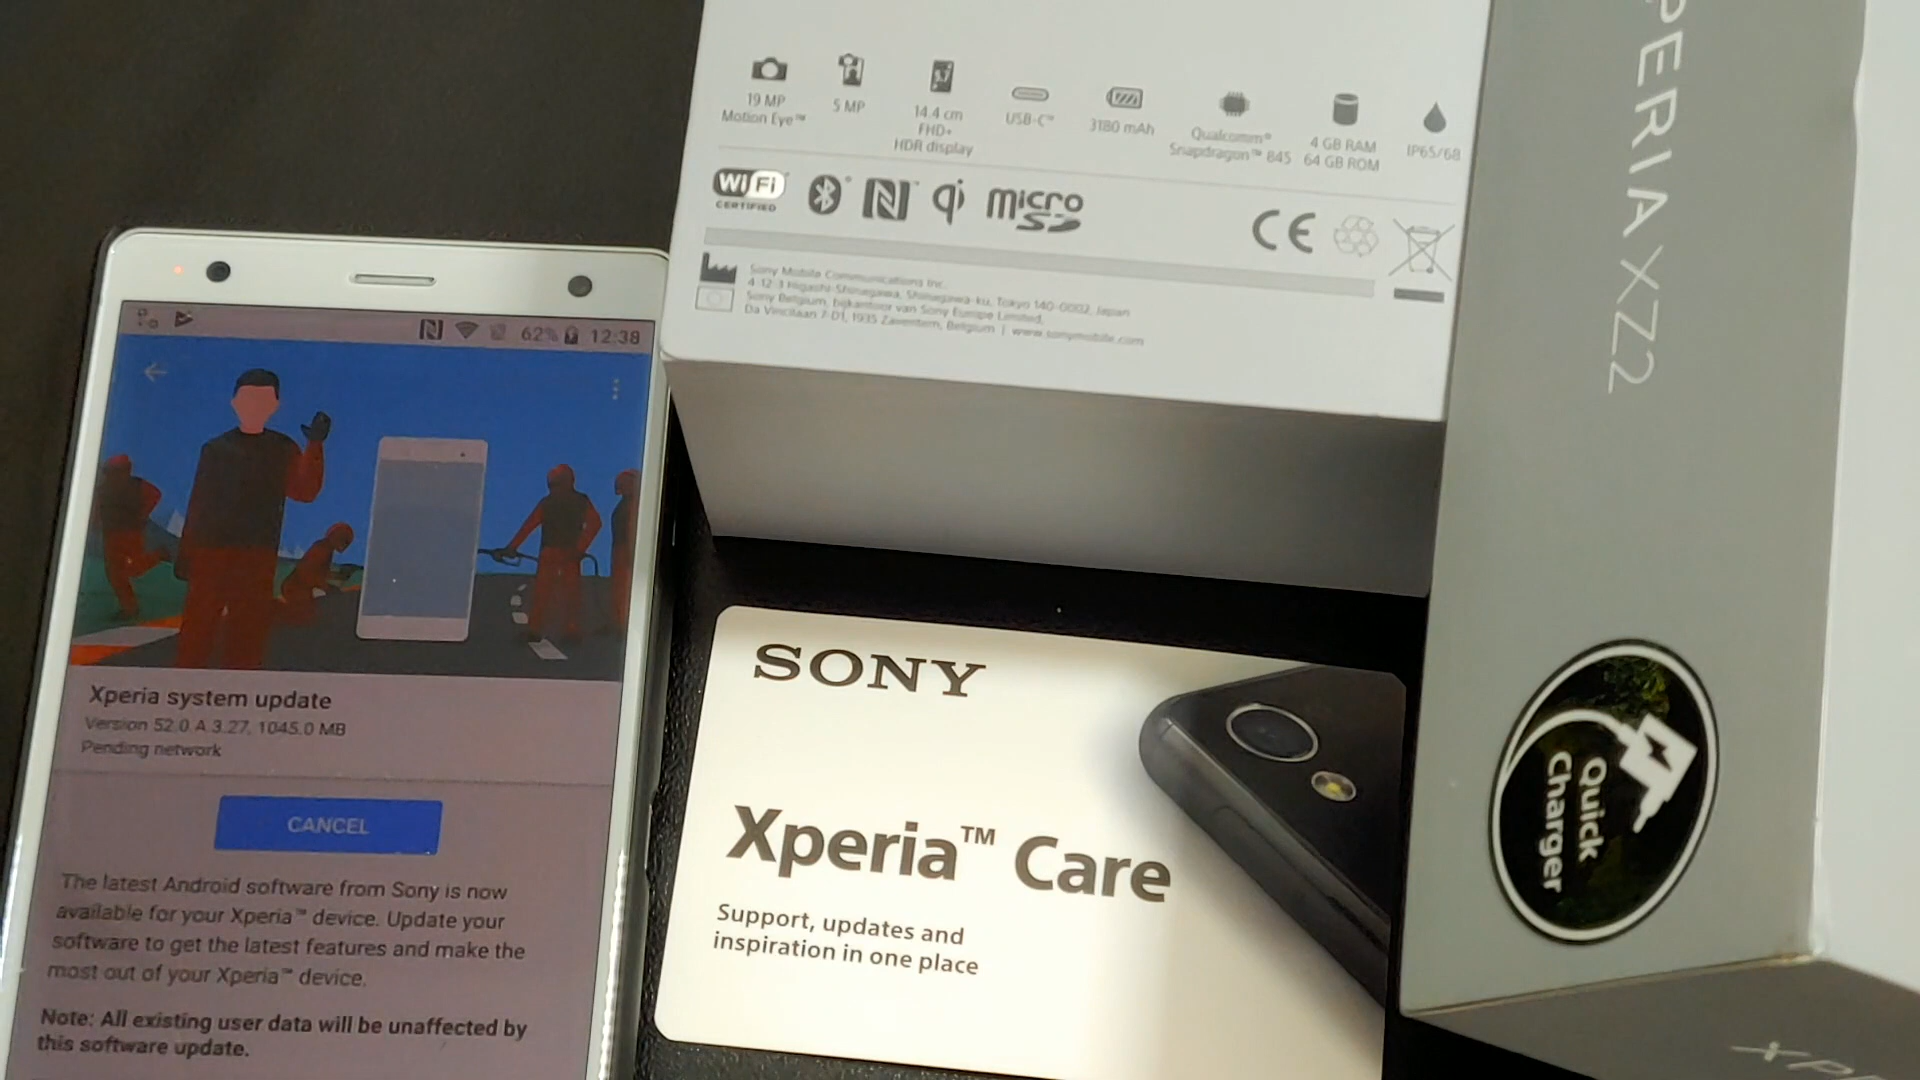 62% 12:38
Xperia system update
Version 52.0.A.3.27, 1045.0 MB
Pending network
CANCEL
The latest Android software from Sony is now
available for your Xperia™ device. Update your
software to get the latest features and make the
most out of your Xperia™ device.
Note: All existing user data will be unaffected by
this software update.
19 MP
Motion Eye™
5 MP
5.7"
14.4 cm
FHD+
HDR display
USB-C™
3180 mAh
Qualcomm®
Snapdragon™ 845
4 GB RAM
64 GB ROM
IP65/68
WiFi
CERTIFIED
qi
micro
SD
CE
Sony Mobile Communications Inc.
4-12-3 Higashi-Shinagawa, Shinagawa-ku, Tokyo 140-0002, Japan
Sony Belgium, bijkantoor van Sony Europe Limited,
Da Vincilaan 7-D1, 1935 Zaventem, Belgium | www.sonymobile.com
SONY
Xperia™ Care
Support, updates and
inspiration in one place
PERIA XZ2
Quick
Charger
XPE